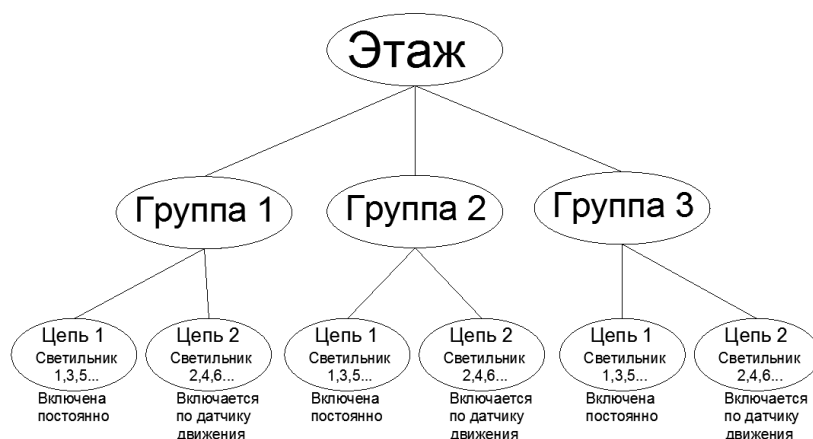 Этаж
Группа 1
Группа 2
Группа 3
Цепь 1
Светильник
1,3,5...
Включена
постоянно
Цепь 2
Светильник
2,4,6...
Включается
по датчику
движения
Цепь 1
Светильник
1,3,5...
Включена
постоянно
Цепь 2
Светильник
2,4,6...
Включается
по датчику
движения
Цепь 1
Светильник
1,3,5...
Включена
постоянно
Цепь 2
Светильник
2,4,6...
Включается
по датчику
движения